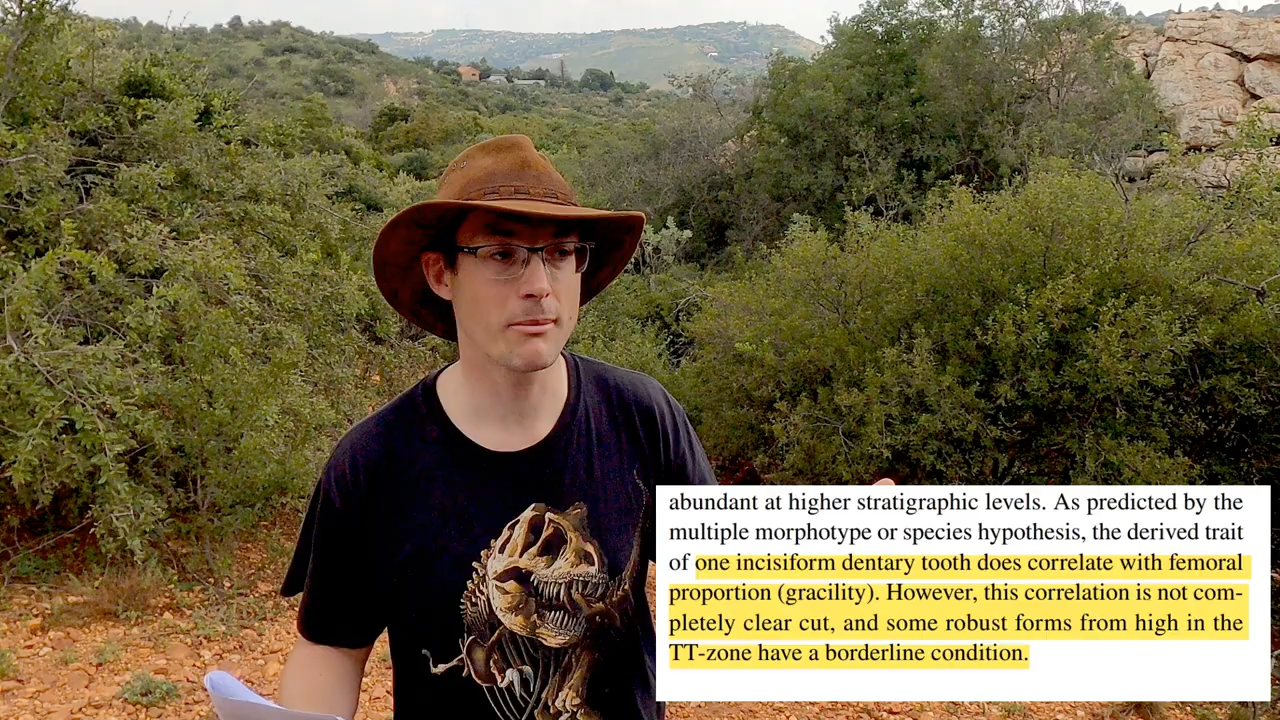 abundant at higher stratigraphic levels. As predicted by the
multiple morphotype or species hypothesis, the derived trait
of one incisiform dentary tooth does correlate with femoral
proportion (gracility). However, this correlation is not com-
pletely clear cut, and some robust forms from high in the
TT-zone have a borderline condition.